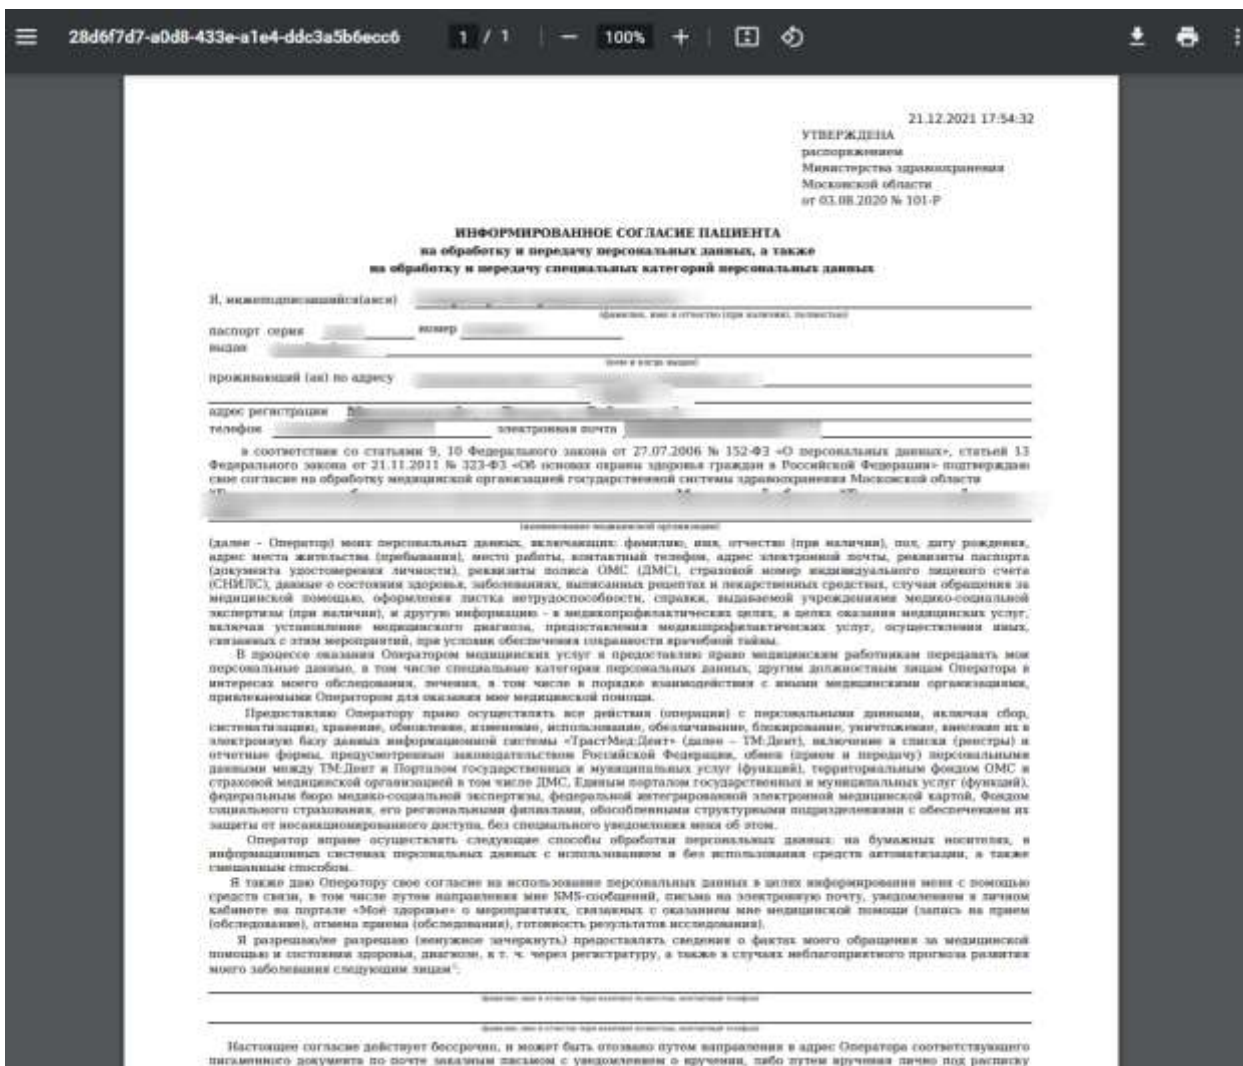 28d6f7d7-a0d8-433e-a1e4-ddc3a5b6ecc6 1 / 1 100%
21.12.2021 17:54:32
УТВЕРЖДЕНА
распоряжением
Министерства здравоохранения
Московской области
от 03.08.2020 № 101-Р
ИНФОРМИРОВАННОЕ СОГЛАСИЕ ПАЦИЕНТА
на обработку и передачу персональных данных, а также
на обработку и передачу специальных категорий персональных данных
Я, нижеподписавшийся(аяся)
(фамилия, имя и отчество (при наличии), полностью)
паспорт серия номер
выдан
(кем и когда выдан)
проживающий (ая) по адресу
адрес регистрации
телефон электронная почта
в соответствии со статьями 9, 10 Федерального закона от 27.07.2006 № 152-ФЗ «О персональных данных», статьей 13
Федерального закона от 21.11.2011 № 323-ФЗ «Об основах охраны здоровья граждан в Российской Федерации» подтверждаю
свое согласие на обработку медицинской организацией государственной системы здравоохранения Московской области
(наименование медицинской организации)
(далее – Оператор) моих персональных данных, включающих: фамилию, имя, отчество (при наличии), пол, дату рождения,
адрес места жительства (пребывания), место работы, контактный телефон, адрес электронной почты, реквизиты паспорта
(документа удостоверения личности), реквизиты полиса ОМС (ДМС), страховой номер индивидуального лицевого счета
(СНИЛС), данные о состоянии здоровья, заболеваниях, выписанных рецептах и лекарственных средствах, случаи обращения за
медицинской помощью, оформления листка нетрудоспособности, справки, выдаваемой учреждениями медико-социальной
экспертизы (при наличии), и другую информацию – в медикопрофилактических целях, в целях оказания медицинских услуг,
включая установление медицинского диагноза, предоставления медикопрофилактических услуг, осуществления иных,
связанных с этим мероприятий, при условии обеспечения сохранности врачебной тайны.
В процессе оказания Оператором медицинских услуг я предоставляю право медицинским работникам передавать мои
персональные данные, в том числе специальные категории персональных данных, другим должностным лицам Оператора в
интересах моего обследования, лечения, в том числе в порядке взаимодействия с иными медицинскими организациями,
привлекаемыми Оператором для оказания мне медицинской помощи.
Предоставляю Оператору право осуществлять все действия (операции) с персональными данными, включая сбор,
систематизацию, хранение, обновление, изменение, использование, обезличивание, блокирование, уничтожение, внесение их в
электронную базу данных информационной системы «ТрастМед:Дент» (далее – ТМ:Дент), включение в списки (реестры) и
отчетные формы, предусмотренные законодательством Российской Федерации, обмен (прием и передачу) персональными
данными между ТМ:Дент и Порталом государственных и муниципальных услуг (функций), территориальным фондом ОМС и
страховой медицинской организацией в том числе ДМС, Единым порталом государственных и муниципальных услуг (функций),
федеральным бюро медико-социальной экспертизы, федеральной интегрированной электронной медицинской картой, Фондом
социального страхования, его региональными филиалами, обособленными структурными подразделениями с обеспечением их
защиты от несанкционированного доступа, без специального уведомления меня об этом.
Оператор вправе осуществлять следующие способы обработки персональных данных: на бумажных носителях, в
информационных системах персональных данных с использованием и без использования средств автоматизации, а также
смешанным способом.
Я также даю Оператору свое согласие на использование персональных данных в целях информирования меня с помощью
средств связи, в том числе путем направления мне SMS-сообщений, письма на электронную почту, уведомлением в личном
кабинете на портале «Моё здоровье» о мероприятиях, связанных с оказанием мне медицинской помощи (запись на прием
(обследование), отмена приема (обследования), готовность результатов исследования).
Я разрешаю/не разрешаю (ненужное зачеркнуть) предоставлять сведения о фактах моего обращения за медицинской
помощью и состоянии здоровья, диагнозе, в т. ч. через регистратуру, а также в случаях неблагоприятного прогноза развития
моего заболевания следующим лицам¹:
Настоящее согласие действует бессрочно, и может быть отозвано путем направления в адрес Оператора соответствующего
письменного документа по почте заказным письмом с уведомлением о вручении, либо путем вручения лично под расписку